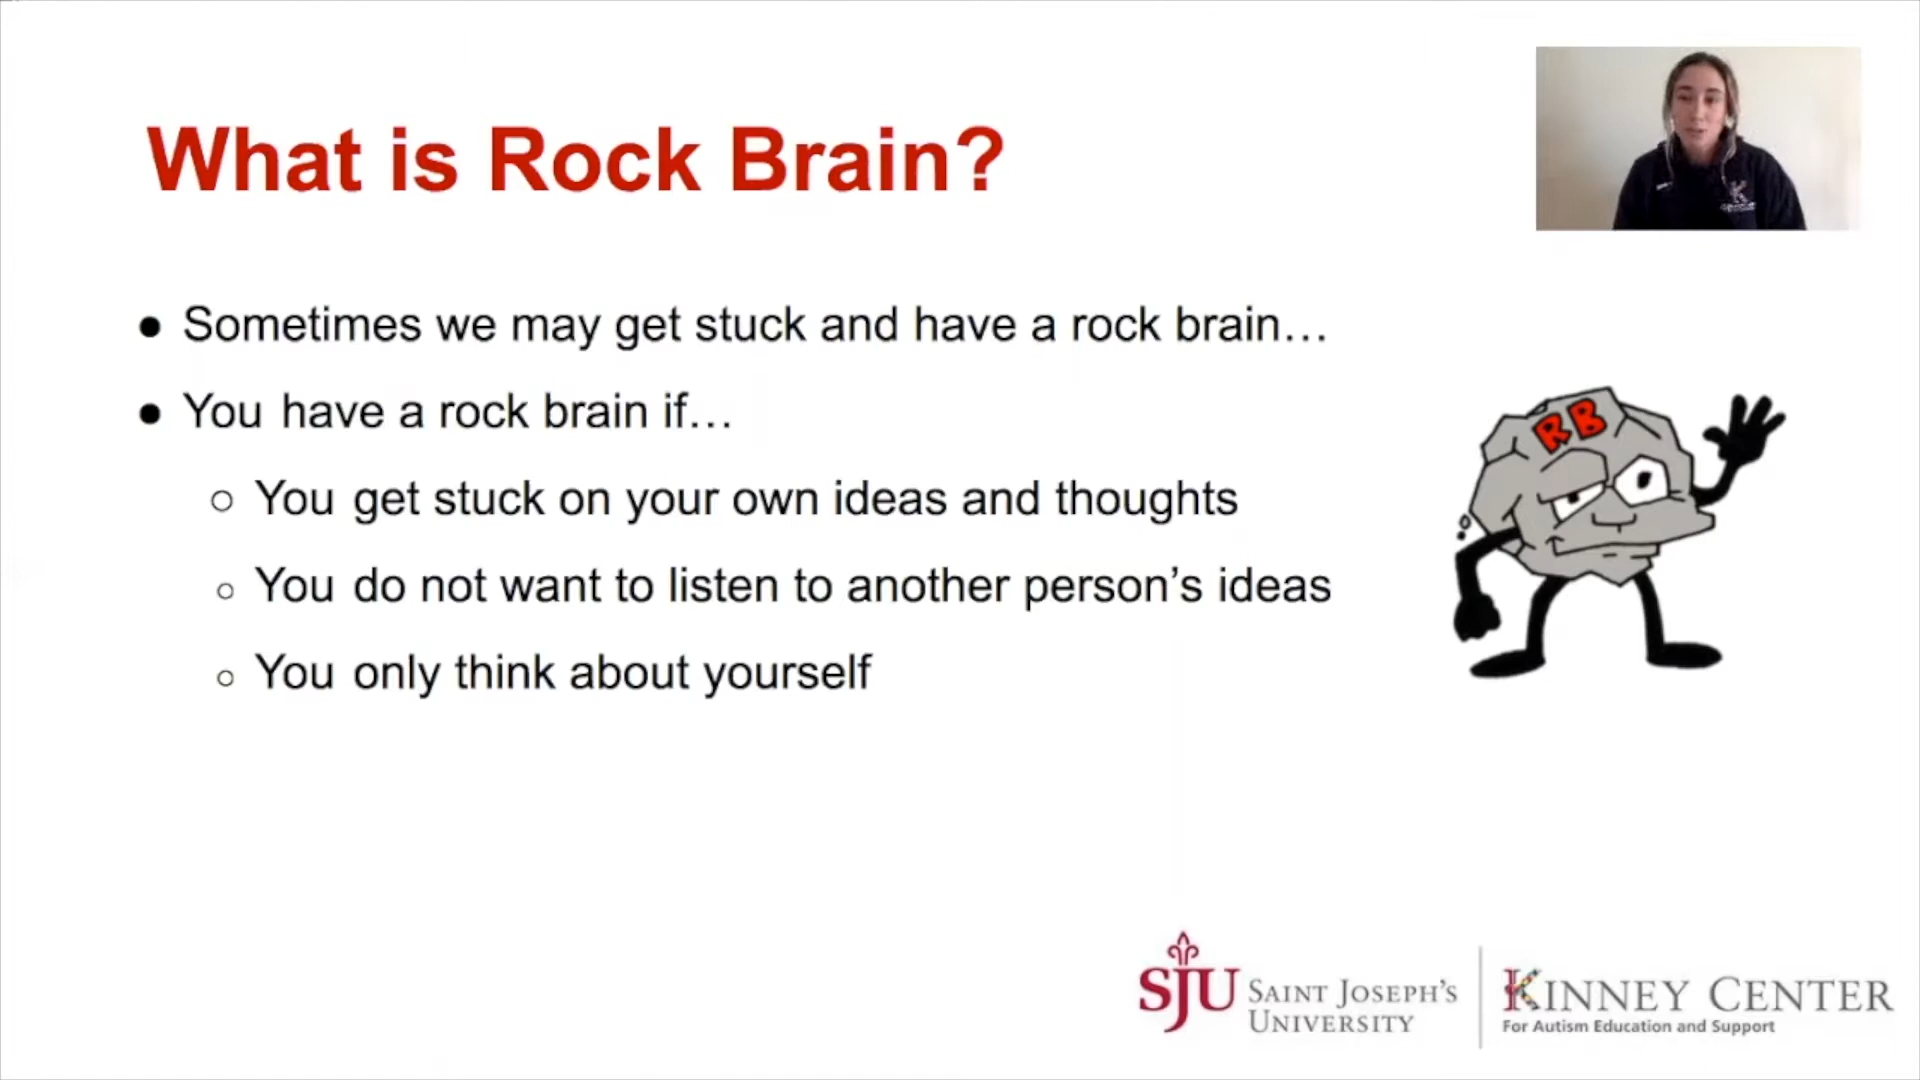 What is Rock Brain?
● Sometimes we may get stuck and have a rock brain…
● You have a rock brain if…
○ You get stuck on your own ideas and thoughts
○ You do not want to listen to another person’s ideas
○ You only think about yourself
RB
SJU SAINT JOSEPH’S UNIVERSITY
KINNEY CENTER
For Autism Education and Support
K